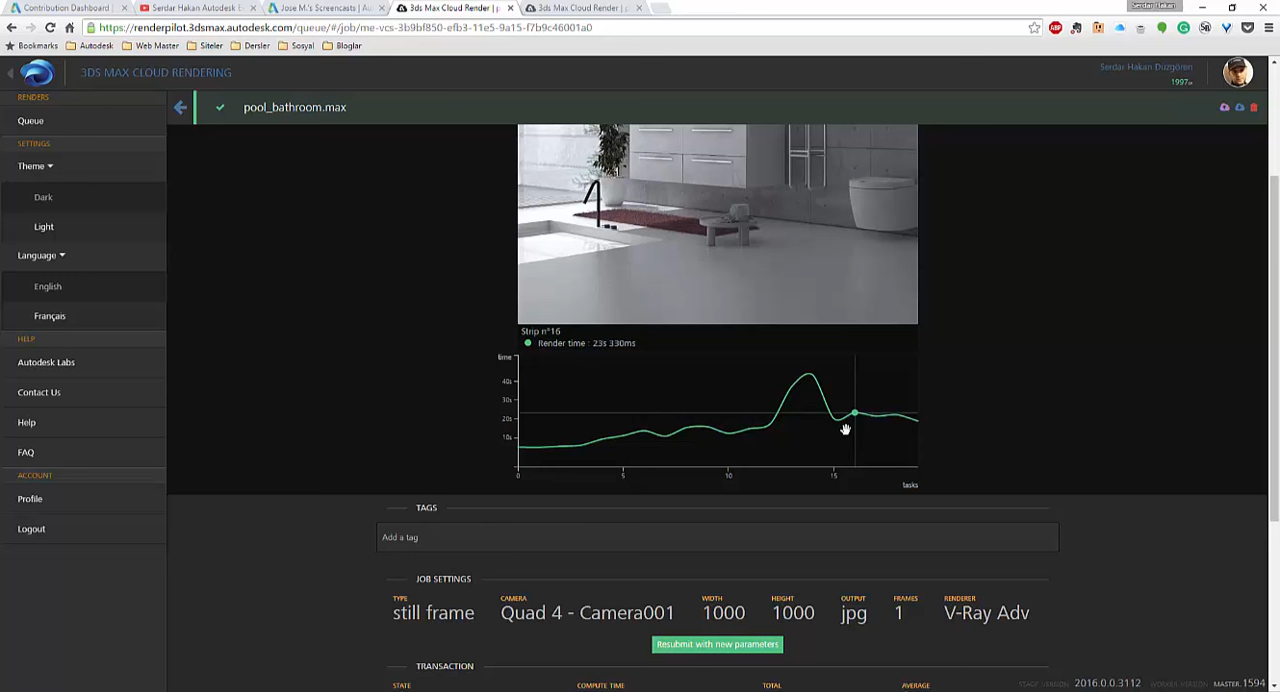 Contribution Dashboard |
Serdar Hakan Autodesk E
Jose M.'s Screencasts | Aut
3ds Max Cloud Render | p
3ds Max Cloud Render | p
Serdar Hakan
https://renderpilot.3dsmax.autodesk.com/queue/#/job/me-vcs-3b9bf850-efb3-11e5-9a15-f7b9c46001a0
Bookmarks
Autodesk
Web Master
Siteler
Dersler
Sosyal
Bloglar
3DS MAX CLOUD RENDERING
Serdar Hakan Düzgören
1997
RENDERS
Queue
SETTINGS
Theme
Dark
Light
Language
English
Français
HELP
Autodesk Labs
Contact Us
Help
FAQ
ACCOUNT
Profile
Logout
pool_bathroom.max
Strip n°16
Render time : 23s 330ms
time
40s
30s
20s
10s
0 5 10 15
tasks
TAGS
Add a tag
JOB SETTINGS
TYPE CAMERA WIDTH HEIGHT OUTPUT FRAMES RENDERER
still frame Quad 4 - Camera001 1000 1000 jpg 1 V-Ray Adv
Resubmit with new parameters
TRANSACTION
STATE COMPUTE TIME TOTAL AVERAGE
2016.0.0.3112 MASTER.1594